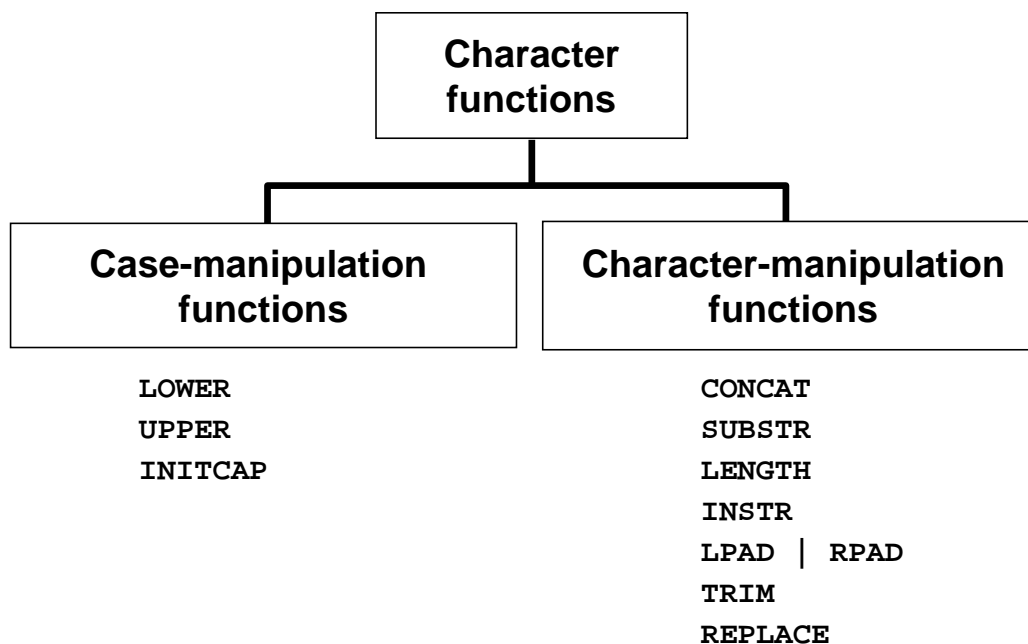 Character
functions
Case-manipulation
functions
Character-manipulation
functions
LOWER
UPPER
INITCAP
CONCAT
SUBSTR
LENGTH
INSTR
LPAD | RPAD
TRIM
REPLACE